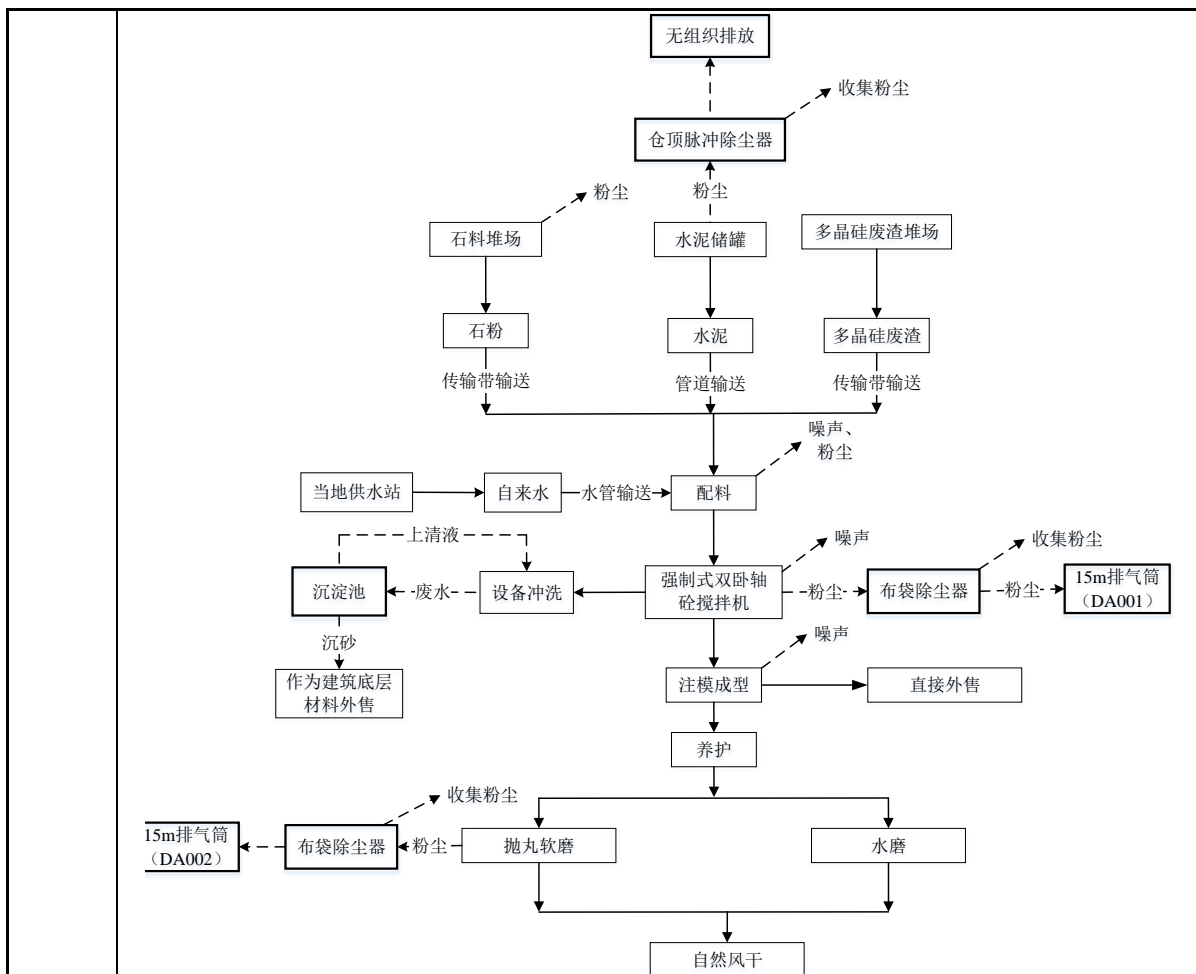 无组织排放
收集粉尘
仓顶脉冲除尘器
粉尘
粉尘
石料堆场
水泥储罐
多晶硅废渣堆场
石粉
水泥
多晶硅废渣
传输带输送
管道输送
传输带输送
噪声、
粉尘
当地供水站
自来水
水管输送
配料
上清液
噪声
收集粉尘
沉淀池
废水
设备冲洗
强制式双卧轴
砼搅拌机
粉尘
布袋除尘器
粉尘
15m排气筒
（DA001）
沉砂
噪声
作为建筑底层
材料外售
注模成型
直接外售
养护
收集粉尘
15m排气筒
（DA002）
布袋除尘器
粉尘
抛丸软磨
水磨
自然风干